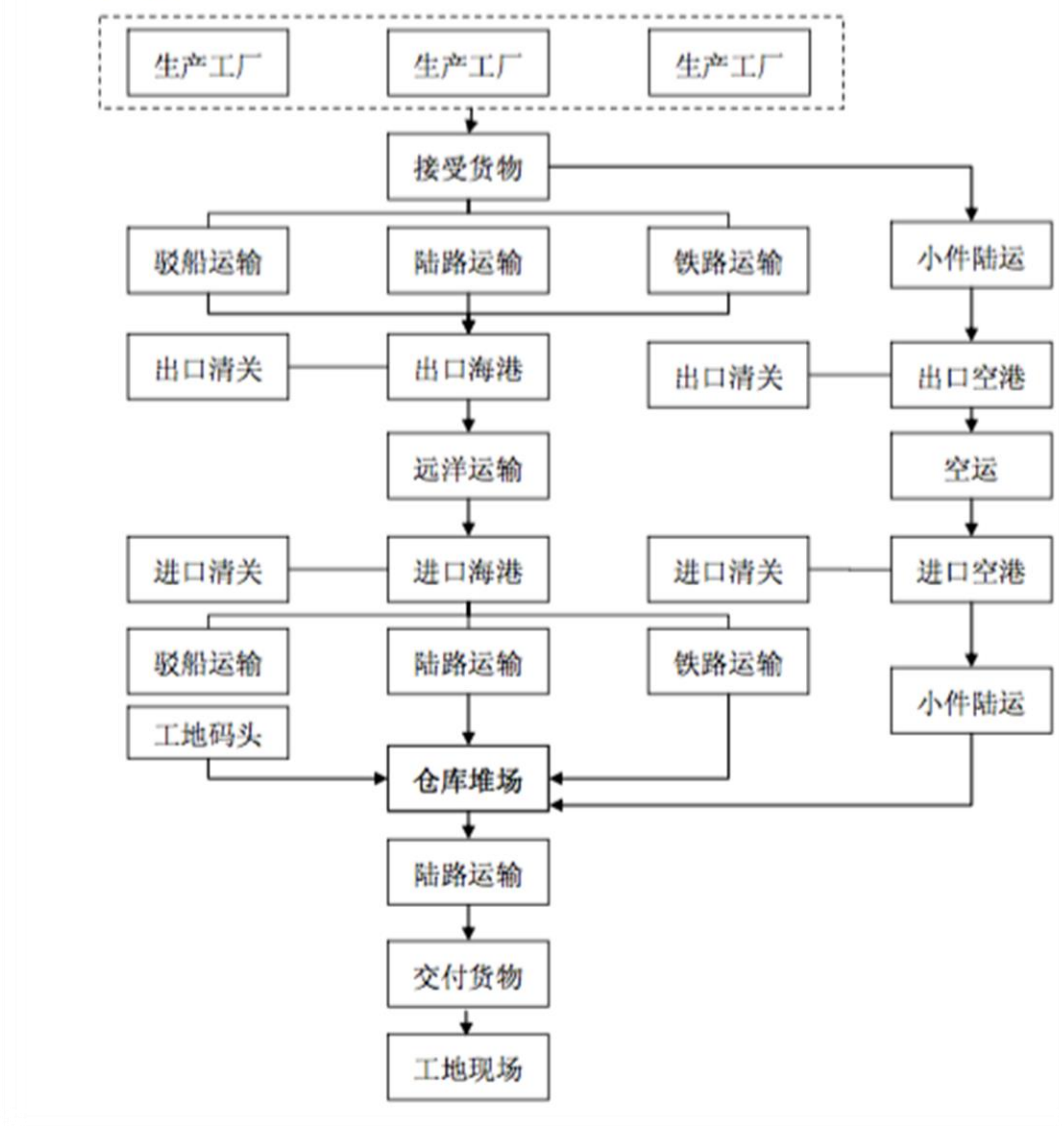 生产工厂
生产工厂
生产工厂
接受货物
驳船运输
陆路运输
铁路运输
小件陆运
出口清关
出口海港
出口清关
出口空港
远洋运输
空运
进口清关
进口海港
进口清关
进口空港
驳船运输
陆路运输
铁路运输
小件陆运
工地码头
仓库堆场
陆路运输
交付货物
工地现场